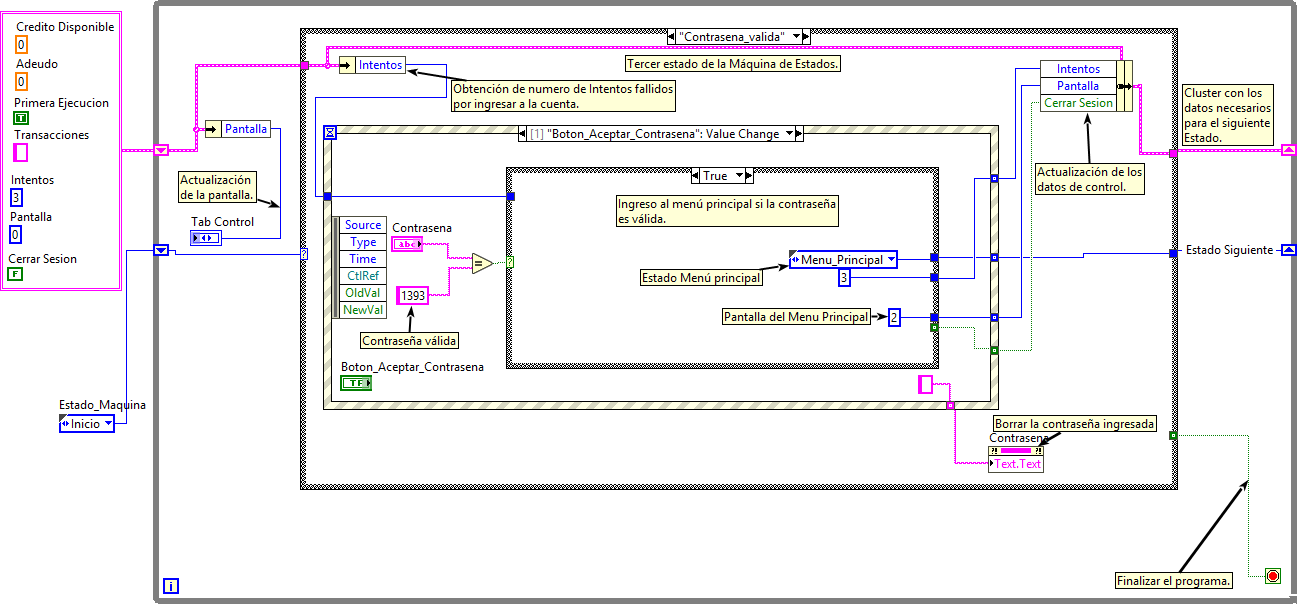 Credito Disponible
0
Adeudo
0
Primera Ejecucion
T
Transacciones
Intentos
3
Pantalla
0
Cerrar Sesion
F
Estado_Maquina
Inicio
Pantalla
Actualización
de la pantalla.
Tab Control
"Contrasena_valida"
Intentos
Tercer estado de la Máquina de Estados.
Obtención de numero de Intentos fallidos
por ingresar a la cuenta.
[1] "Boton_Aceptar_Contrasena": Value Change
Source
Type
Time
CtlRef
OldVal
NewVal
Contrasena
abc
=
?
1393
Contraseña válida
Boton_Aceptar_Contrasena
TF
True
Ingreso al menú principal si la contraseña
es válida.
Menu_Principal
Estado Menú principal
3
Pantalla del Menu Principal
2
Intentos
Pantalla
Cerrar Sesion
Actualización de los
datos de control.
Cluster con los
datos necesarios
para el siguiente
Estado.
Estado Siguiente
?
Borrar la contraseña ingresada
Contrasena
?! ?!
Text.Text
Finalizar el programa.
i